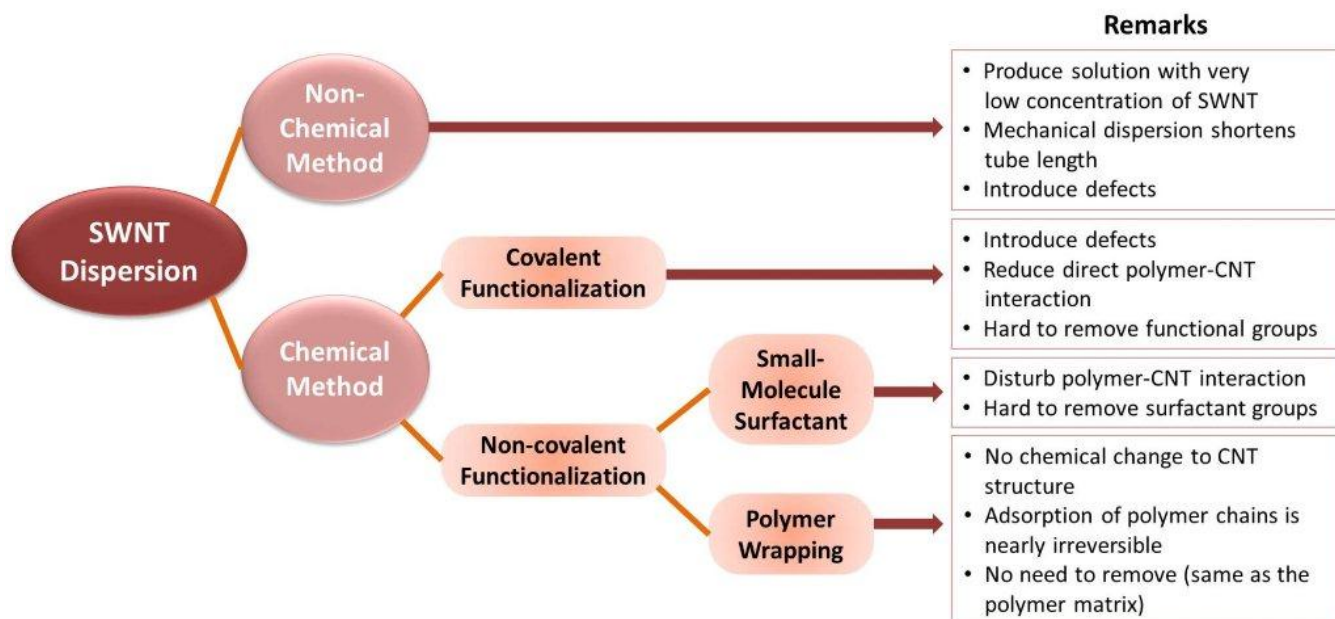 Remarks
Non-
Chemical
Method
• Produce solution with very
low concentration of SWNT
• Mechanical dispersion shortens
tube length
• Introduce defects
SWNT
Dispersion
Covalent
Functionalization
• Introduce defects
• Reduce direct polymer-CNT
interaction
• Hard to remove functional groups
Chemical
Method
Small-
Molecule
Surfactant
• Disturb polymer-CNT interaction
• Hard to remove surfactant groups
Non-covalent
Functionalization
Polymer
Wrapping
• No chemical change to CNT
structure
• Adsorption of polymer chains is
nearly irreversible
• No need to remove (same as the
polymer matrix)